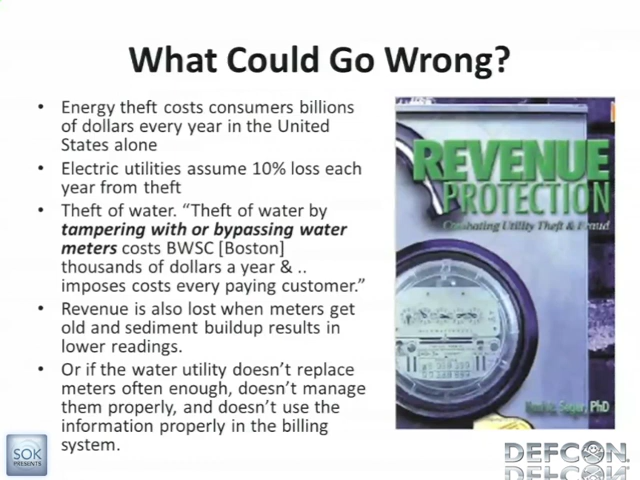 What Could Go Wrong?
• Energy theft costs consumers billions
of dollars every year in the United
States alone
• Electric utilities assume 10% loss each
year from theft
• Theft of water. “Theft of water by
tampering with or bypassing water
meters costs BWSC [Boston]
thousands of dollars a year & ..
imposes costs every paying customer.”
• Revenue is also lost when meters get
old and sediment buildup results in
lower readings.
• Or if the water utility doesn’t replace
meters often enough, doesn’t manage
them properly, and doesn’t use the
information properly in the billing
system.
REVENUE
PROTECTION
Combating Utility Theft & Fraud
PhD
SOK
PRESENTS
DEFCON